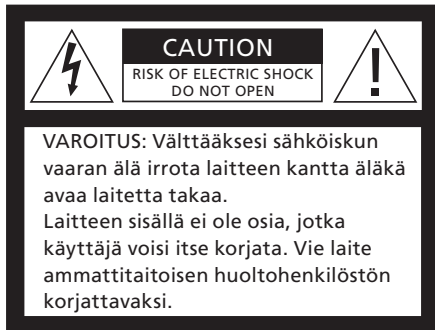 CAUTION
RISK OF ELECTRIC SHOCK
DO NOT OPEN
VAROITUS: Välttääksesi sähköiskun
vaaran älä irrota laitteen kantta äläkä
avaa laitetta takaa.
Laitteen sisällä ei ole osia, jotka
käyttäjä voisi itse korjata. Vie laite
ammattitaitoisen huoltohenkilöstön
korjattavaksi.